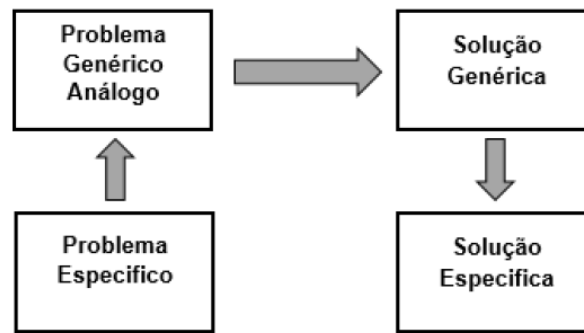 Problema
Genérico
Análogo
Solução
Genérica
Problema
Especifico
Solução
Especifica